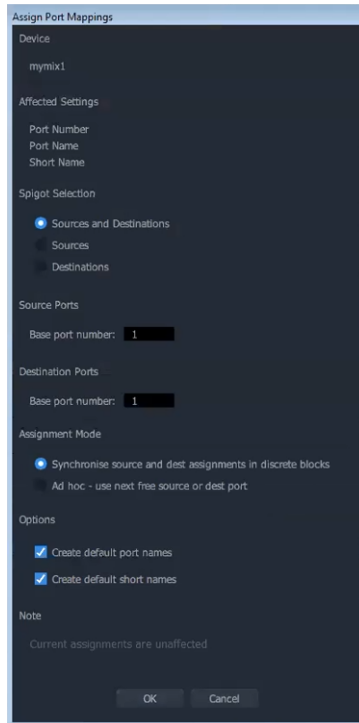 Assign Port Mappings
Device
mymix1
Affected Settings
Port Number
Port Name
Short Name
Spigot Selection
Sources and Destinations
Sources
Destinations
Source Ports
Base port number: 1
Destination Ports
Base port number: 1
Assignment Mode
Synchronise source and dest assignments in discrete blocks
Ad hoc - use next free source or dest port
Options
Create default port names
Create default short names
Note
Current assignments are unaffected
OK Cancel